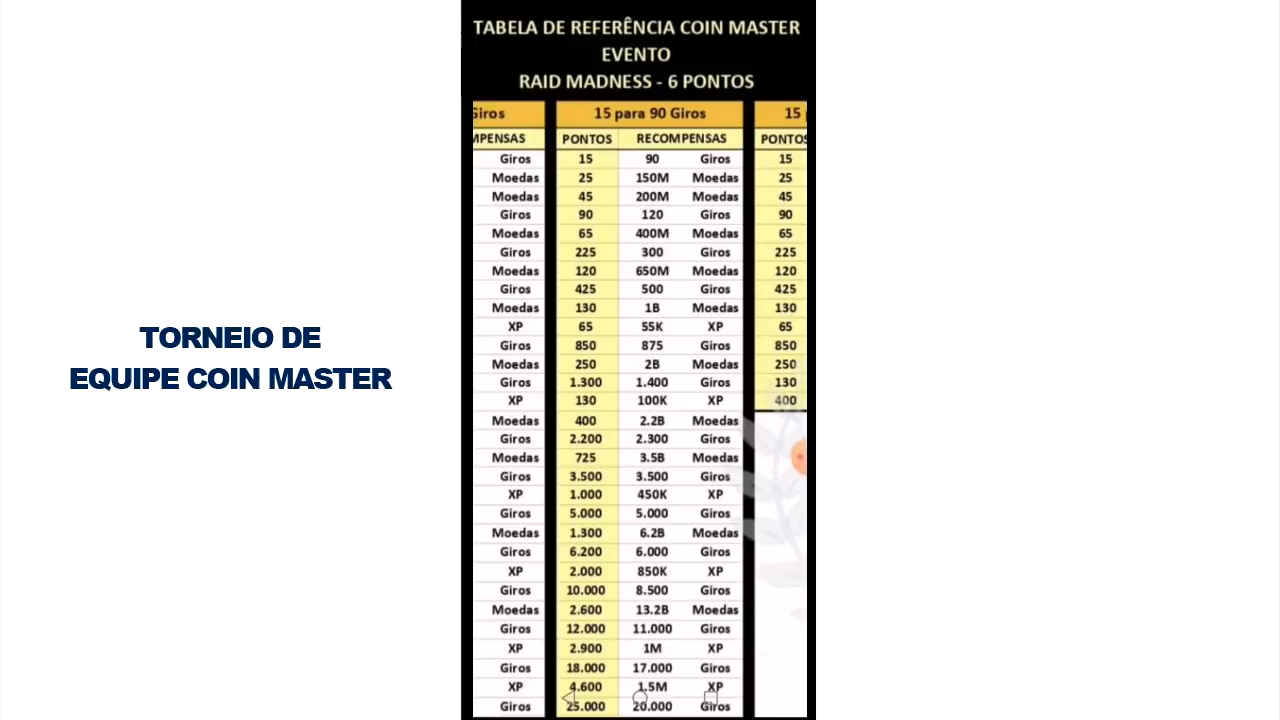 TORNEIO DE
EQUIPE COIN MASTER
TABELA DE REFERÊNCIA COIN MASTER
EVENTO
RAID MADNESS - 6 PONTOS
Giros 15 para 90 Giros 15
MPENSAS PONTOS RECOMPENSAS PONTOS
Giros 15 90 Giros 15
Moedas 25 150M Moedas 25
Moedas 45 200M Moedas 45
Giros 90 120 Giros 90
Moedas 65 400M Moedas 65
Giros 225 300 Giros 225
Moedas 120 650M Moedas 120
Giros 425 500 Giros 425
Moedas 130 1B Moedas 130
XP 65 55K XP 65
Giros 850 875 Giros 850
Moedas 250 2B Moedas 250
Giros 1.300 1.400 Giros 130
XP 130 100K XP 400
Moedas 400 2.2B Moedas
Giros 2.200 2.300 Giros
Moedas 725 3.5B Moedas
Giros 3.500 3.500 Giros
XP 1.000 450K XP
Giros 5.000 5.000 Giros
Moedas 1.300 6.2B Moedas
Giros 6.200 6.000 Giros
XP 2.000 850K XP
Giros 10.000 8.500 Giros
Moedas 2.600 13.2B Moedas
Giros 12.000 11.000 Giros
XP 2.900 1M XP
Giros 18.000 17.000 Giros
XP 4.600 1.5M XP
Giros 25.000 20.000 Giros